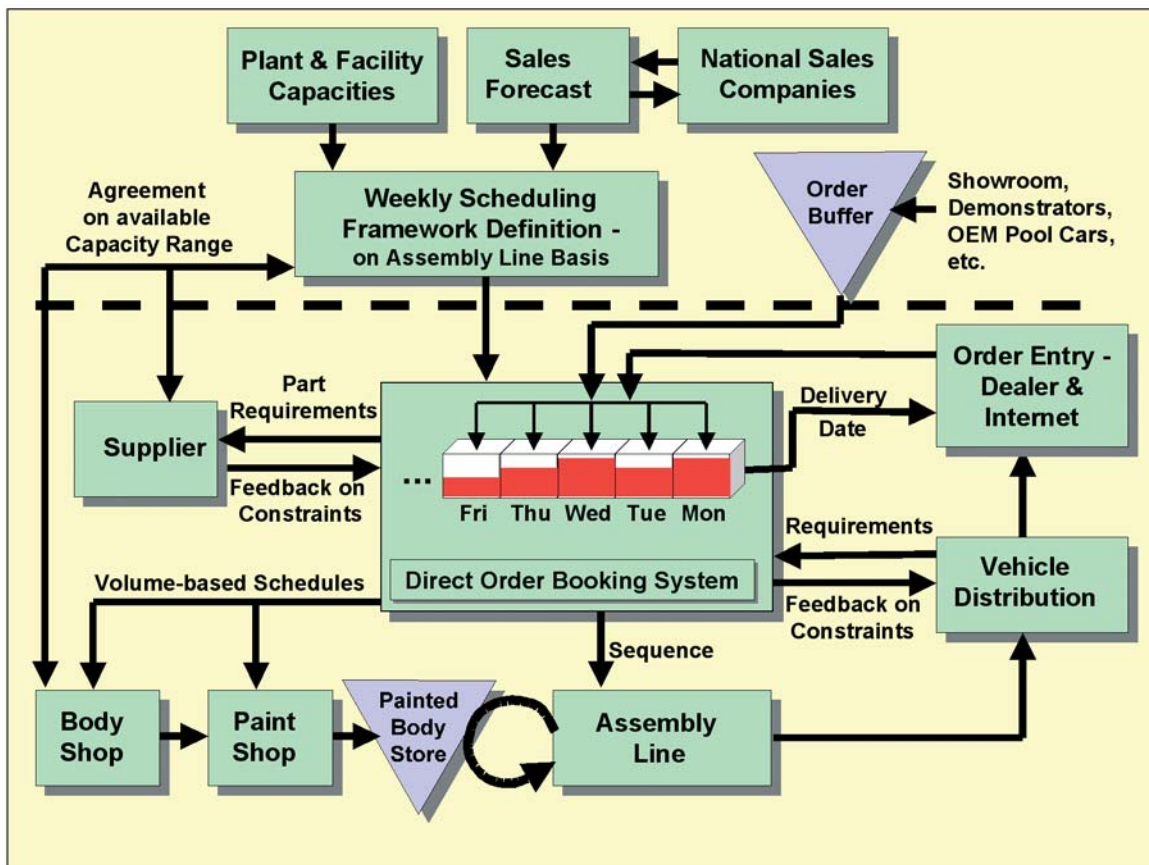 Plant & Facility
Capacities
Sales
Forecast
National Sales
Companies
Agreement
on available
Capacity Range
Weekly Scheduling
Framework Definition -
on Assembly Line Basis
Order
Buffer
Showroom,
Demonstrators,
OEM Pool Cars,
etc.
Part
Requirements
Supplier
Feedback on
Constraints
...
Fri Thu Wed Tue Mon
Direct Order Booking System
Delivery
Date
Order Entry -
Dealer &
Internet
Requirements
Vehicle
Distribution
Feedback on
Constraints
Volume-based Schedules
Sequence
Body
Shop
Paint
Shop
Painted
Body
Store
Assembly
Line